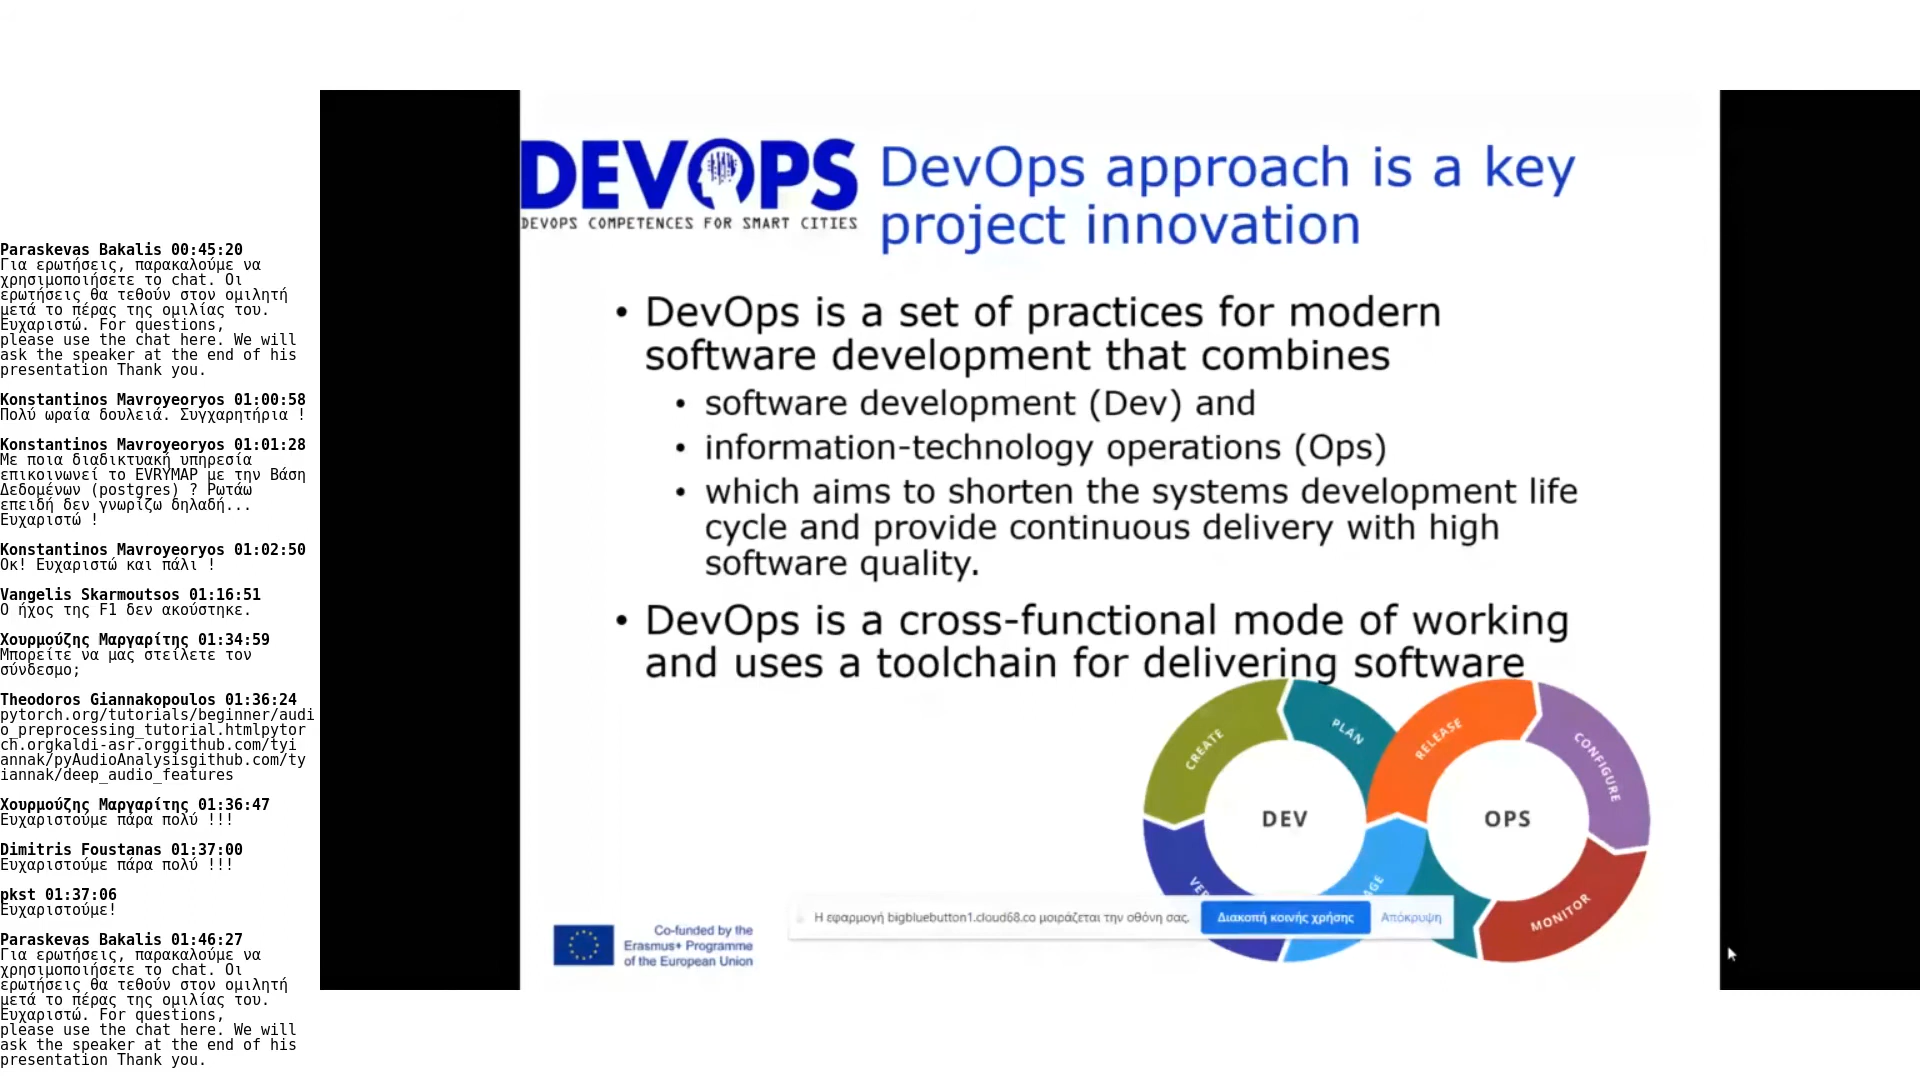 Paraskevas Bakalis 00:45:20
Για ερωτήσεις, παρακαλούμε να
χρησιμοποιήσετε το chat. Οι
ερωτήσεις θα τεθούν στον ομιλητή
μετά το πέρας της ομιλίας του.
Ευχαριστώ. For questions,
please use the chat here. We will
ask the speaker at the end of his
presentation Thank you.
Konstantinos Mavroyeoryos 01:00:58
Πολύ ωραία δουλειά. Συγχαρητήρια !
Konstantinos Mavroyeoryos 01:01:28
Με ποια διαδικτυακή υπηρεσία
επικοινωνεί το EVRYMAP με την Βάση
Δεδομένων (postgres) ? Ρωτάω
επειδή δεν γνωρίζω δηλαδή...
Ευχαριστώ !
Konstantinos Mavroyeoryos 01:02:50
Οκ! Ευχαριστώ και πάλι !
Vangelis Skarmoutsos 01:16:51
Ο ήχος της F1 δεν ακούστηκε.
Χουρμούζης Μαργαρίτης 01:34:59
Μπορείτε να μας στείλετε τον
σύνδεσμο;
Theodoros Giannakopoulos 01:36:24
pytorch.org/tutorials/beginner/audi
o_preprocessing_tutorial.htmlpytor
ch.orgkaldi-asr.orggithub.com/tyi
annak/pyAudioAnalysisgithub.com/ty
iannak/deep_audio_features
Χουρμούζης Μαργαρίτης 01:36:47
Ευχαριστούμε πάρα πολύ !!!
Dimitris Foustanas 01:37:00
Ευχαριστούμε πάρα πολύ !!!
pkst 01:37:06
Ευχαριστούμε!
Paraskevas Bakalis 01:46:27
Για ερωτήσεις, παρακαλούμε να
χρησιμοποιήσετε το chat. Οι
ερωτήσεις θα τεθούν στον ομιλητή
μετά το πέρας της ομιλίας του.
Ευχαριστώ. For questions,
please use the chat here. We will
ask the speaker at the end of his
presentation Thank you.
DEVOPS
DEVOPS COMPETENCES FOR SMART CITIES
DevOps approach is a key
project innovation
• DevOps is a set of practices for modern
software development that combines
• software development (Dev) and
• information-technology operations (Ops)
• which aims to shorten the systems development life
cycle and provide continuous delivery with high
software quality.
• DevOps is a cross-functional mode of working
and uses a toolchain for delivering software
CREATE
PLAN
RELEASE
CONFIGURE
DEV
OPS
MONITOR
Η εφαρμογή bigbluebutton1.cloud68.co μοιράζεται την οθόνη σας.
Διακοπή κοινής χρήσης
Απόκρυψη
Co-funded by the
Erasmus+ Programme
of the European Union